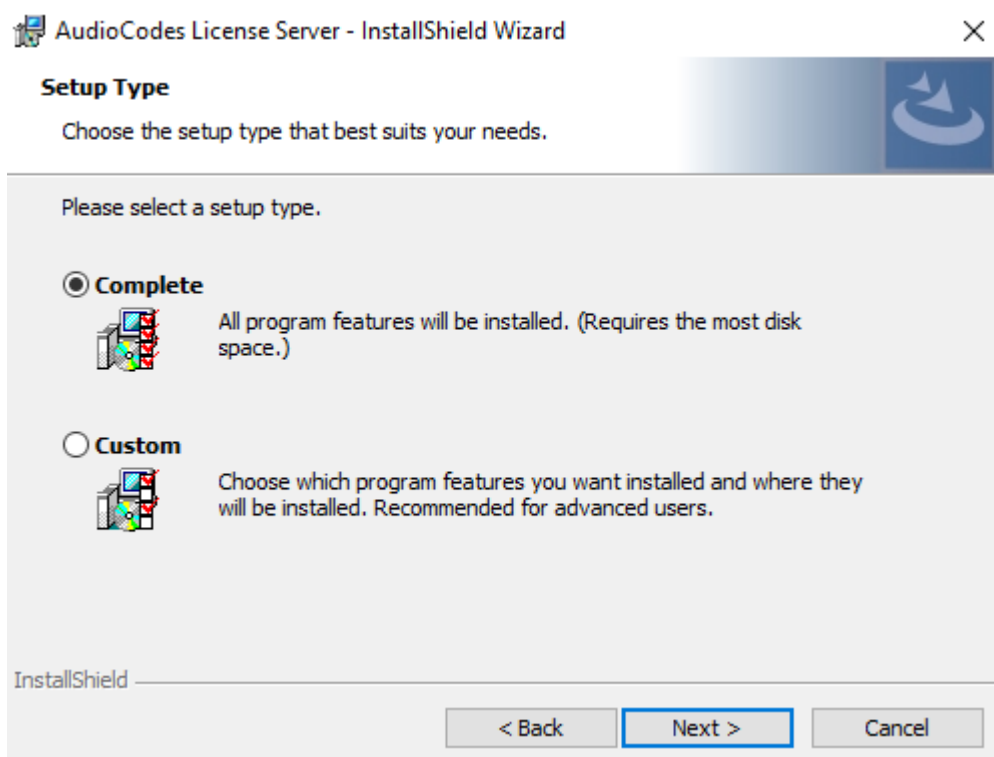 AudioCodes License Server - InstallShield Wizard
Setup Type
Choose the setup type that best suits your needs.
Please select a setup type.
Complete
All program features will be installed. (Requires the most disk
space.)
Custom
Choose which program features you want installed and where they
will be installed. Recommended for advanced users.
InstallShield
< Back
Next >
Cancel